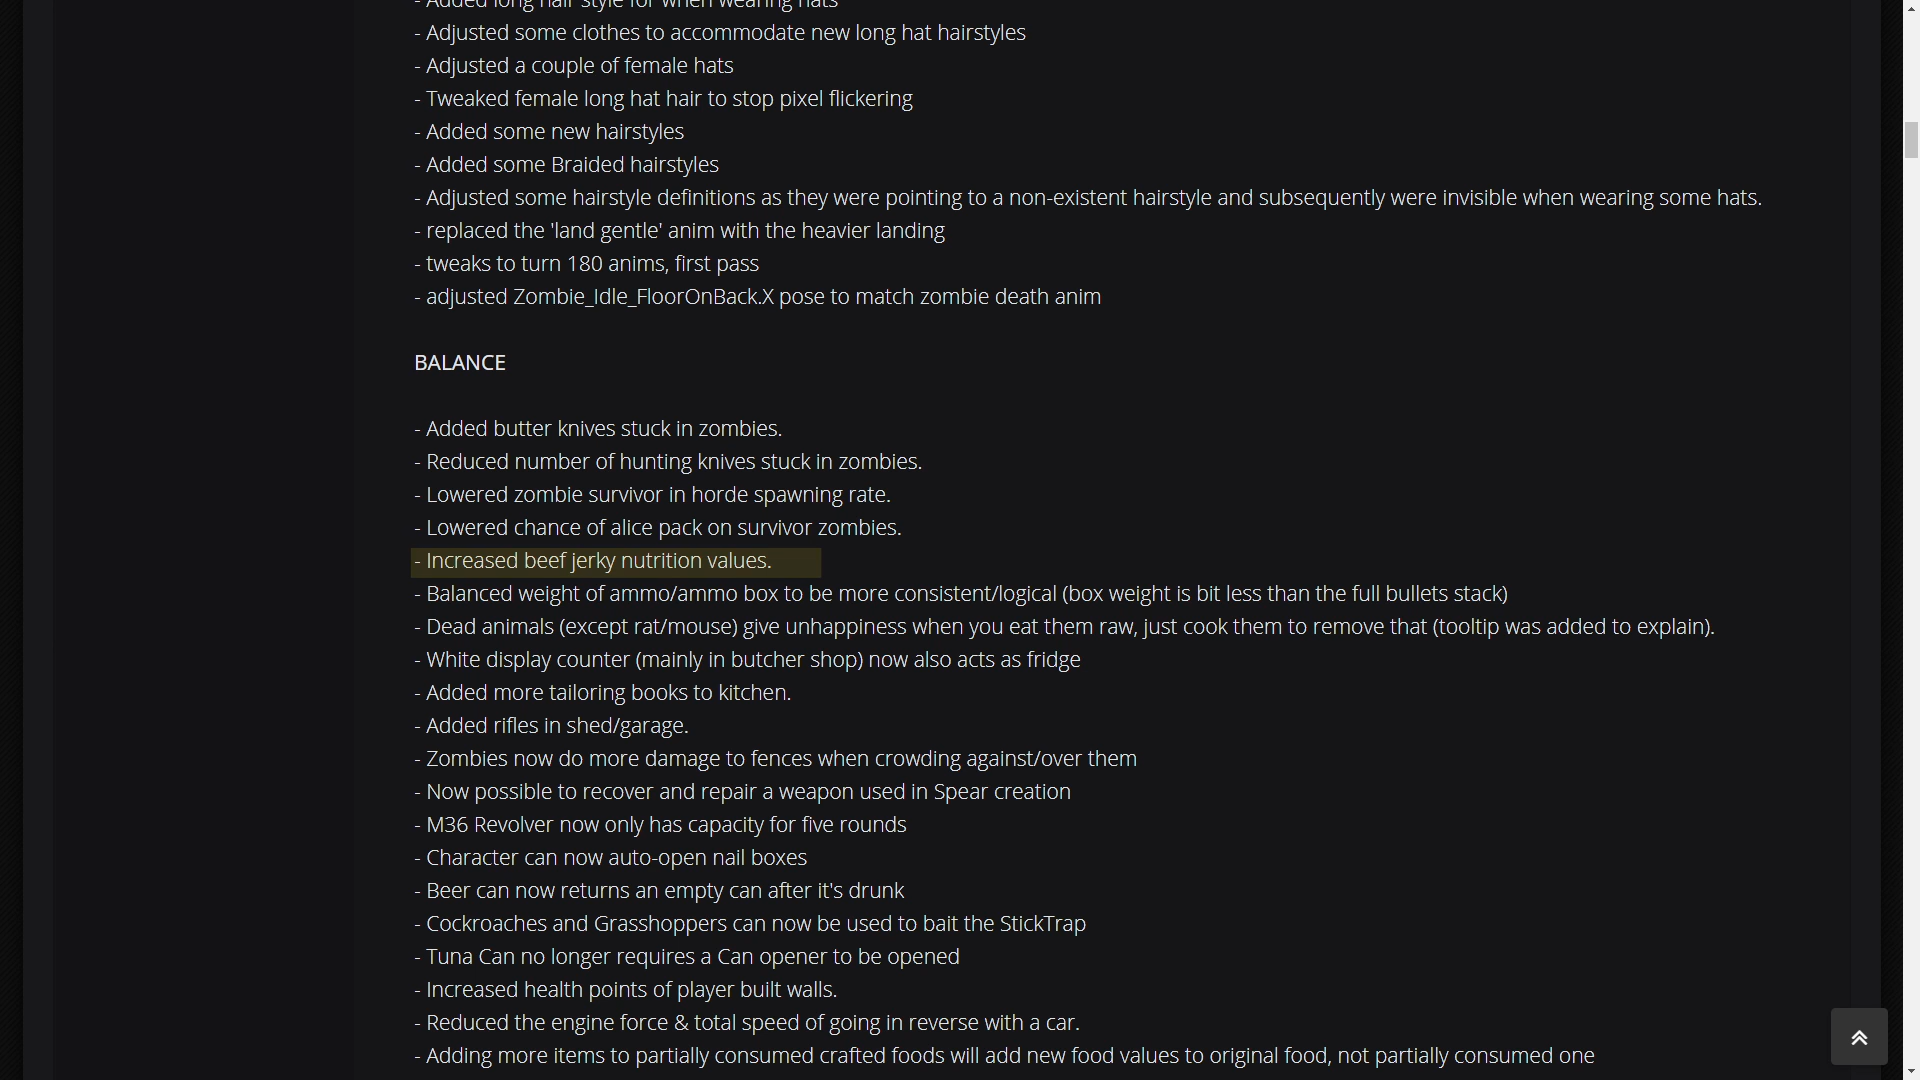 - Added long hair style for when wearing hats
- Adjusted some clothes to accommodate new long hat hairstyles
- Adjusted a couple of female hats
- Tweaked female long hat hair to stop pixel flickering
- Added some new hairstyles
- Added some Braided hairstyles
- Adjusted some hairstyle definitions as they were pointing to a non-existent hairstyle and subsequently were invisible when wearing some hats.
- replaced the 'land gentle' anim with the heavier landing
- tweaks to turn 180 anims, first pass
- adjusted Zombie_Idle_FloorOnBack.X pose to match zombie death anim
BALANCE
- Added butter knives stuck in zombies.
- Reduced number of hunting knives stuck in zombies.
- Lowered zombie survivor in horde spawning rate.
- Lowered chance of alice pack on survivor zombies.
- Increased beef jerky nutrition values.
- Balanced weight of ammo/ammo box to be more consistent/logical (box weight is bit less than the full bullets stack)
- Dead animals (except rat/mouse) give unhappiness when you eat them raw, just cook them to remove that (tooltip was added to explain).
- White display counter (mainly in butcher shop) now also acts as fridge
- Added more tailoring books to kitchen.
- Added rifles in shed/garage.
- Zombies now do more damage to fences when crowding against/over them
- Now possible to recover and repair a weapon used in Spear creation
- M36 Revolver now only has capacity for five rounds
- Character can now auto-open nail boxes
- Beer can now returns an empty can after it's drunk
- Cockroaches and Grasshoppers can now be used to bait the StickTrap
- Tuna Can no longer requires a Can opener to be opened
- Increased health points of player built walls.
- Reduced the engine force & total speed of going in reverse with a car.
- Adding more items to partially consumed crafted foods will add new food values to original food, not partially consumed one